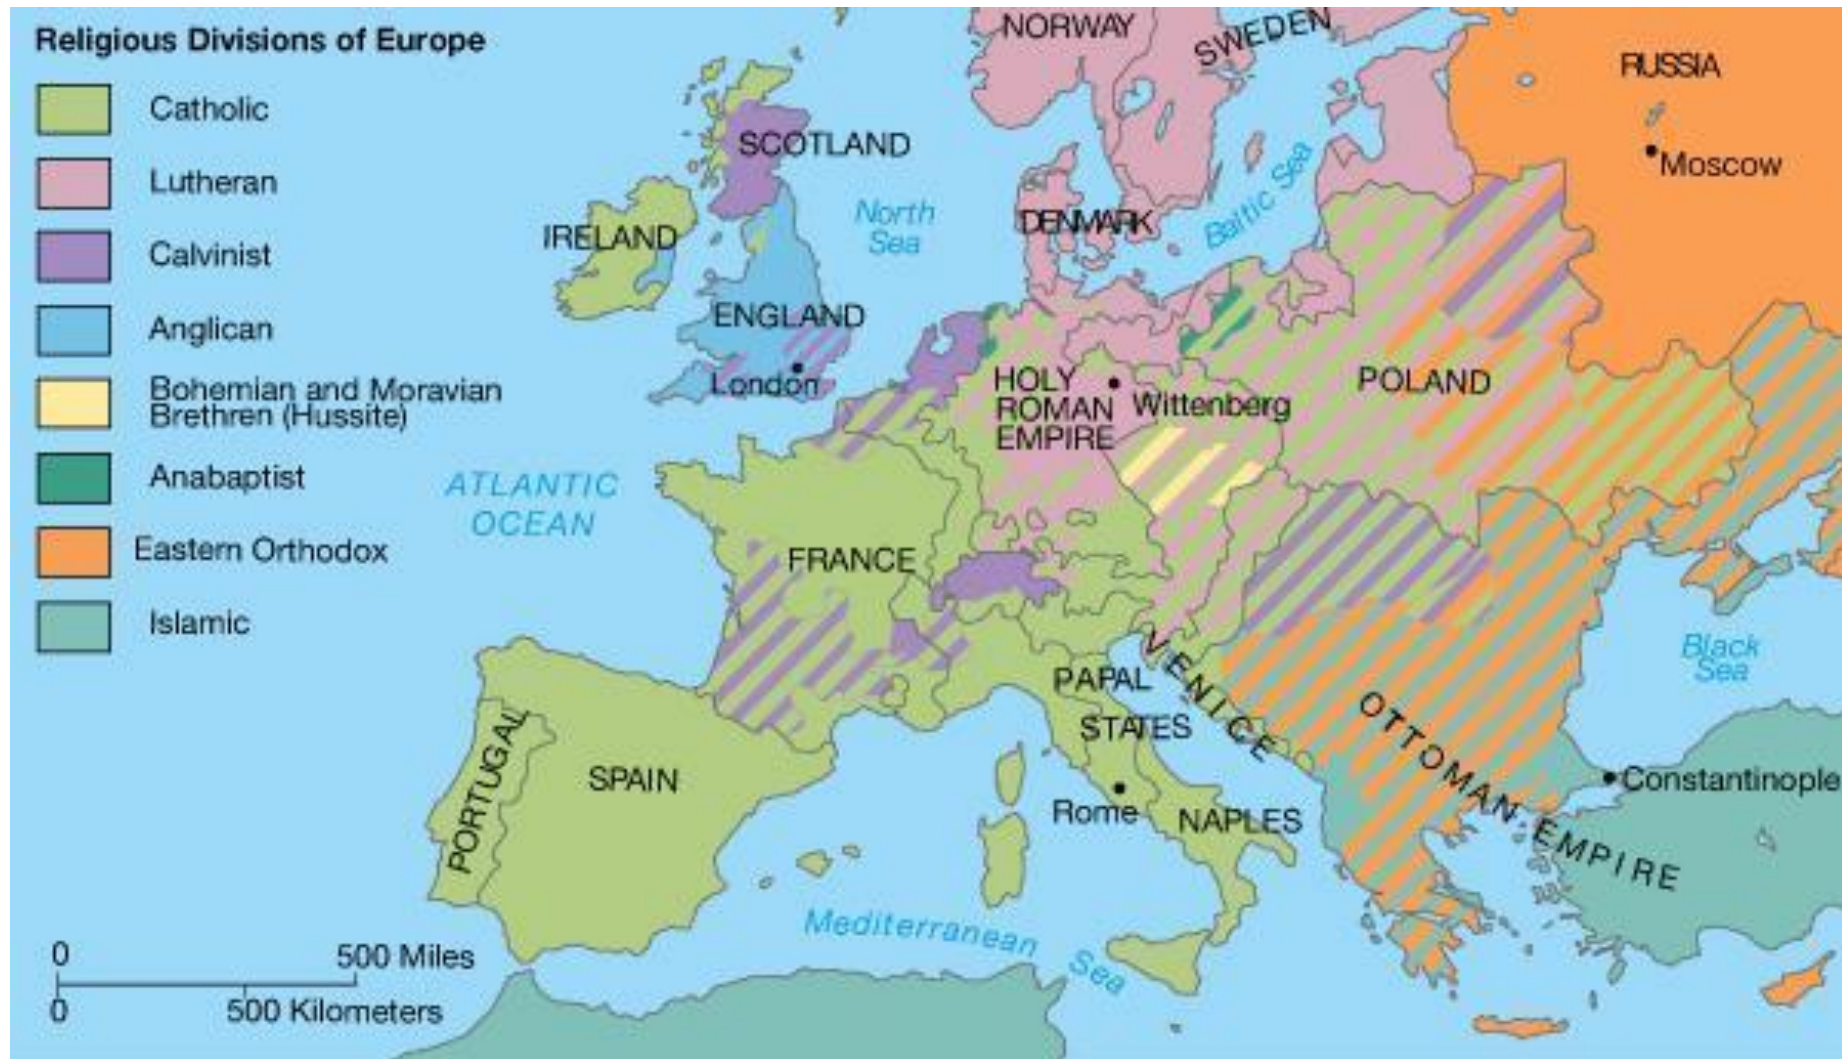 Religious Divisions of Europe
Catholic
Lutheran
Calvinist
Anglican
Bohemian and Moravian
Brethren (Hussite)
Anabaptist
Eastern Orthodox
Islamic
NORWAY
SWEDEN
RUSSIA
Moscow
SCOTLAND
North
Sea
IRELAND
DENMARK
Baltic Sea
ENGLAND
London
HOLY
ROMAN
EMPIRE
Wittenberg
POLAND
ATLANTIC
OCEAN
FRANCE
Black
Sea
PAPAL
STATES
VENICE
OTTOMAN EMPIRE
Constantinople
PORTUGAL
SPAIN
Rome
NAPLES
Mediterranean Sea
0 500 Miles
0 500 Kilometers